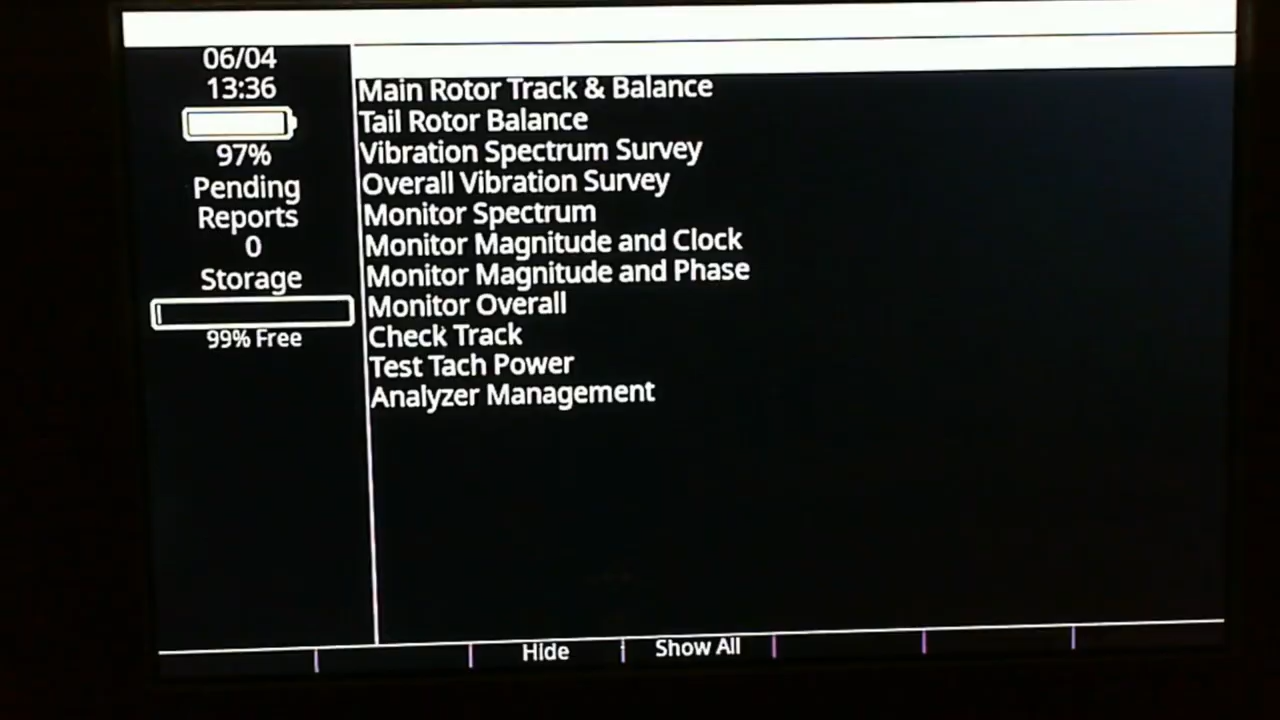 06/04
13:36
97%
Pending
Reports
0
Storage
99% Free
Main Rotor Track & Balance
Tail Rotor Balance
Vibration Spectrum Survey
Overall Vibration Survey
Monitor Spectrum
Monitor Magnitude and Clock
Monitor Magnitude and Phase
Monitor Overall
Check Track
Test Tach Power
Analyzer Management
Hide
Show All